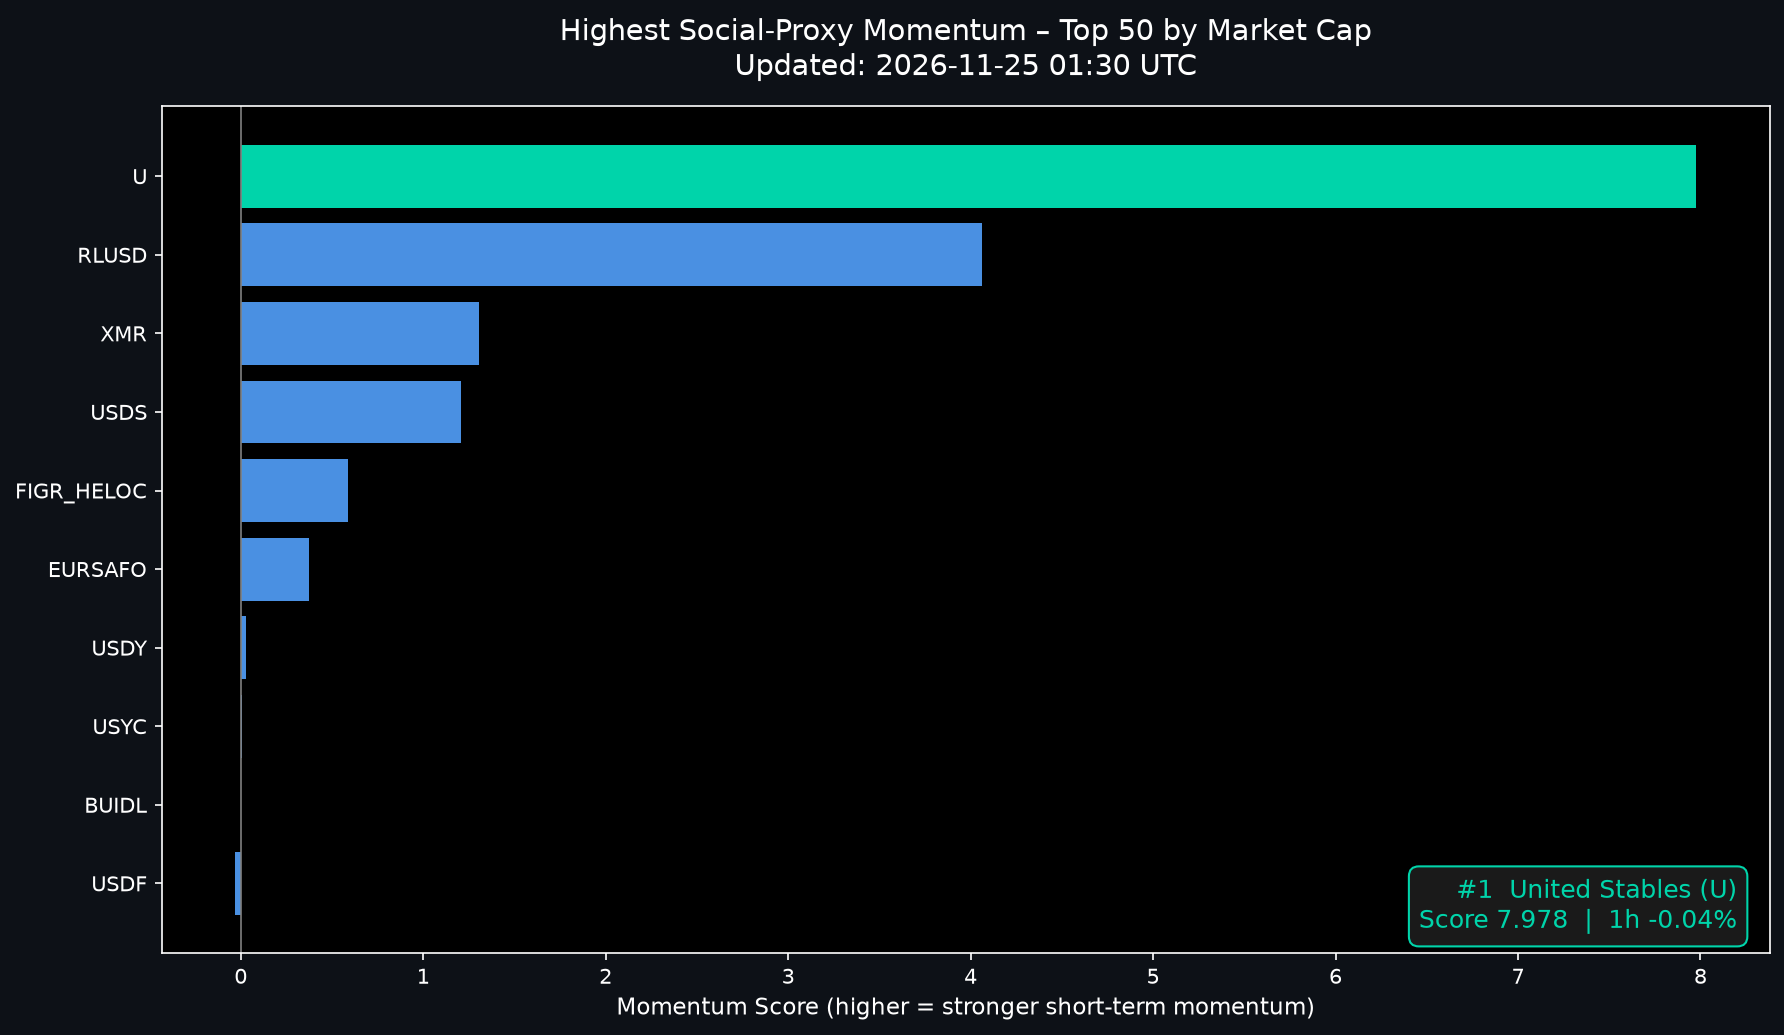 Highest Social-Proxy Momentum – Top 50 by Market Cap
Updated: 2026-11-25 01:30 UTC
U
RLUSD
XMR
USDS
FIGR_HELOC
EURSAFO
USDY
USYC
BUIDL
USDF
#1  United Stables (U)
Score 7.978  |  1h -0.04%
0 1 2 3 4 5 6 7 8
Momentum Score (higher = stronger short-term momentum)